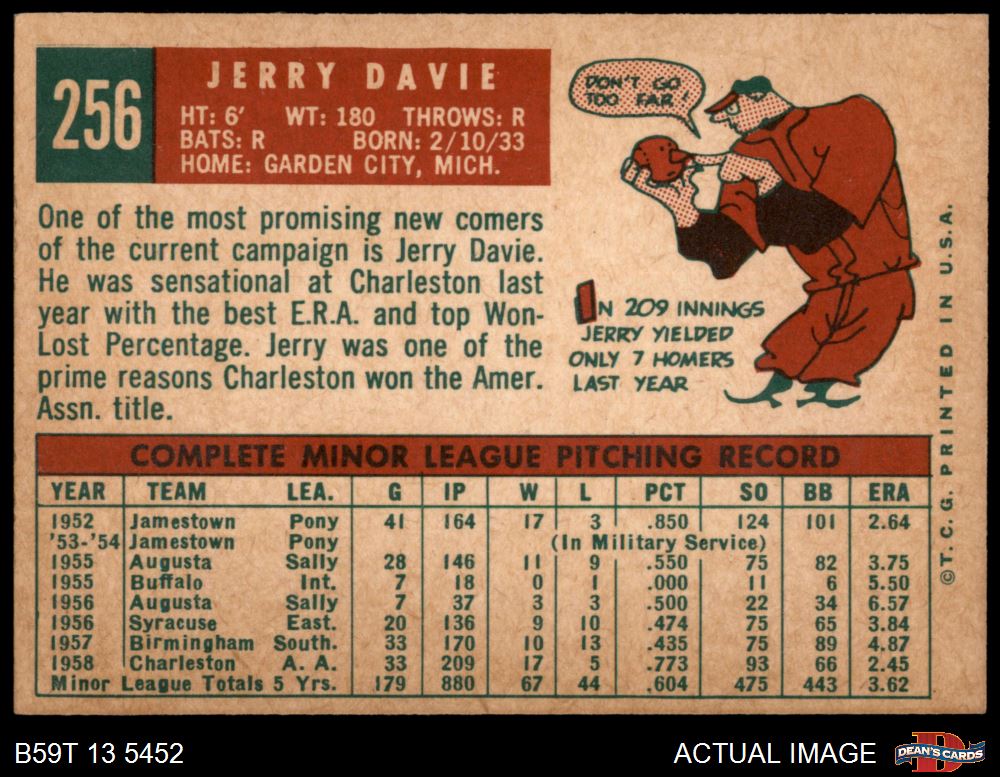 256
JERRY DAVIE
HT: 6' WT: 180 THROWS: R
BATS: R BORN: 2/10/33
HOME: GARDEN CITY, MICH.
DON'T GO
TOO FAR!
One of the most promising new comers
of the current campaign is Jerry Davie.
He was sensational at Charleston last
year with the best E.R.A. and top Won-
Lost Percentage. Jerry was one of the
prime reasons Charleston won the Amer.
Assn. title.
IN 209 INNINGS
JERRY YIELDED
ONLY 7 HOMERS
LAST YEAR
COMPLETE MINOR LEAGUE PITCHING RECORD
YEAR TEAM LEA. G IP W L PCT SO BB ERA
1952 Jamestown Pony 41 164 17 3 .850 124 101 2.64
'53-'54 Jamestown Pony (In Military Service)
1955 Augusta Sally 28 146 11 9 .550 75 82 3.75
1955 Buffalo Int. 7 18 0 1 .000 11 6 5.50
1956 Augusta Sally 7 37 3 3 .500 22 34 6.57
1956 Syracuse East. 20 136 9 10 .474 75 65 3.84
1957 Birmingham South. 33 170 10 13 .435 75 89 4.87
1958 Charleston A. A. 33 209 17 5 .773 93 66 2.45
Minor League Totals 5 Yrs. 179 880 67 44 .604 475 443 3.62
©T. C. G. PRINTED IN U.S.A.
B59T 13 5452
ACTUAL IMAGE
D
DEAN'S CARDS